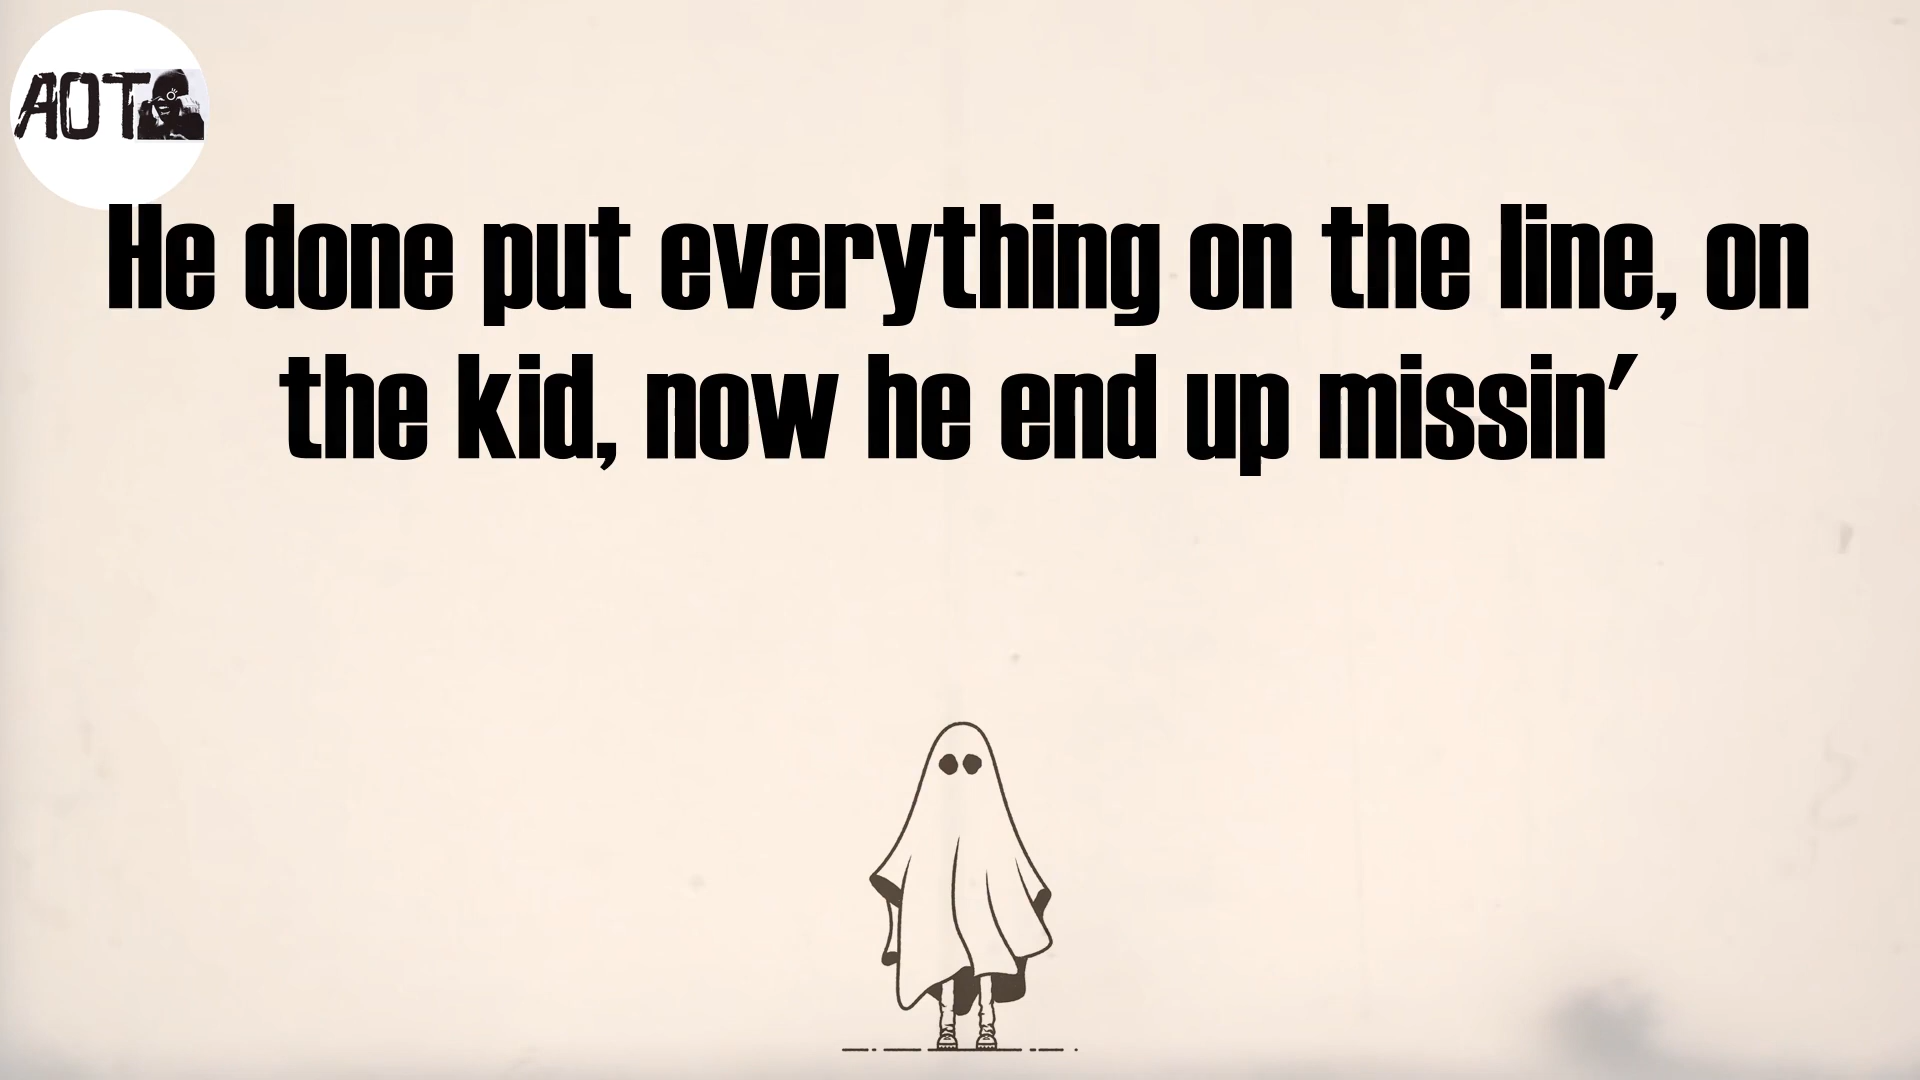 AOT
He done put everything on the line, on
the kid, now he end up missin'